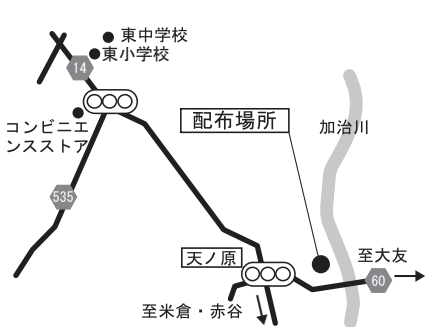 東中学校
東小学校
14
コンビニエ
ンスストア
配布場所
加治川
535
天ノ原
至大友
60
至米倉・赤谷